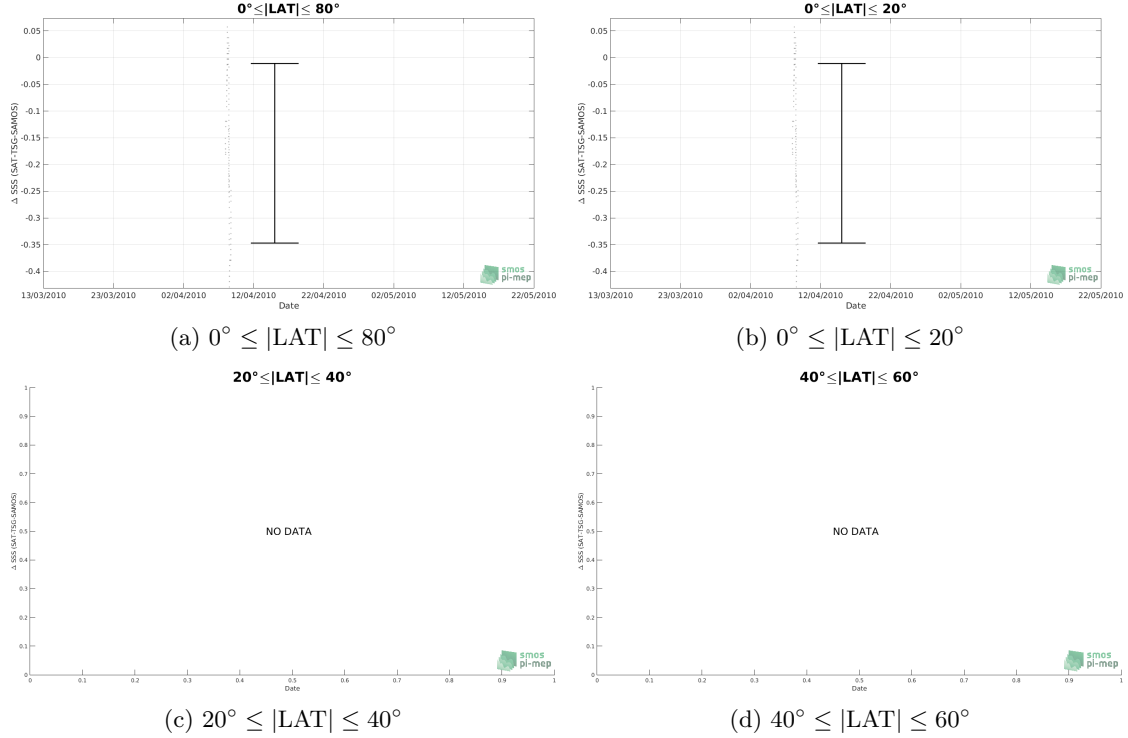 0°≤|LAT|≤ 80°
0.05
0
-0.05
-0.1
-0.15
-0.2
-0.25
-0.3
-0.35
-0.4
Δ SSS (SAT-TSG-SAMOS)
13/03/2010 23/03/2010 02/04/2010 12/04/2010 22/04/2010 02/05/2010 12/05/2010 22/05/2010
Date
smos
pi-mep
(a) 0° ≤ |LAT| ≤ 80°
0°≤|LAT|≤ 20°
0.05
0
-0.05
-0.1
-0.15
-0.2
-0.25
-0.3
-0.35
-0.4
Δ SSS (SAT-TSG-SAMOS)
13/03/2010 23/03/2010 02/04/2010 12/04/2010 22/04/2010 02/05/2010 12/05/2010 22/05/2010
Date
smos
pi-mep
(b) 0° ≤ |LAT| ≤ 20°
20°≤|LAT|≤ 40°
1
0.9
0.8
0.7
0.6
0.5
0.4
0.3
0.2
0.1
0
Δ SSS (SAT-TSG-SAMOS)
NO DATA
0 0.1 0.2 0.3 0.4 0.5 0.6 0.7 0.8 0.9 1
Date
smos
pi-mep
(c) 20° ≤ |LAT| ≤ 40°
40°≤|LAT|≤ 60°
1
0.9
0.8
0.7
0.6
0.5
0.4
0.3
0.2
0.1
0
Δ SSS (SAT-TSG-SAMOS)
NO DATA
0 0.1 0.2 0.3 0.4 0.5 0.6 0.7 0.8 0.9 1
Date
smos
pi-mep
(d) 40° ≤ |LAT| ≤ 60°